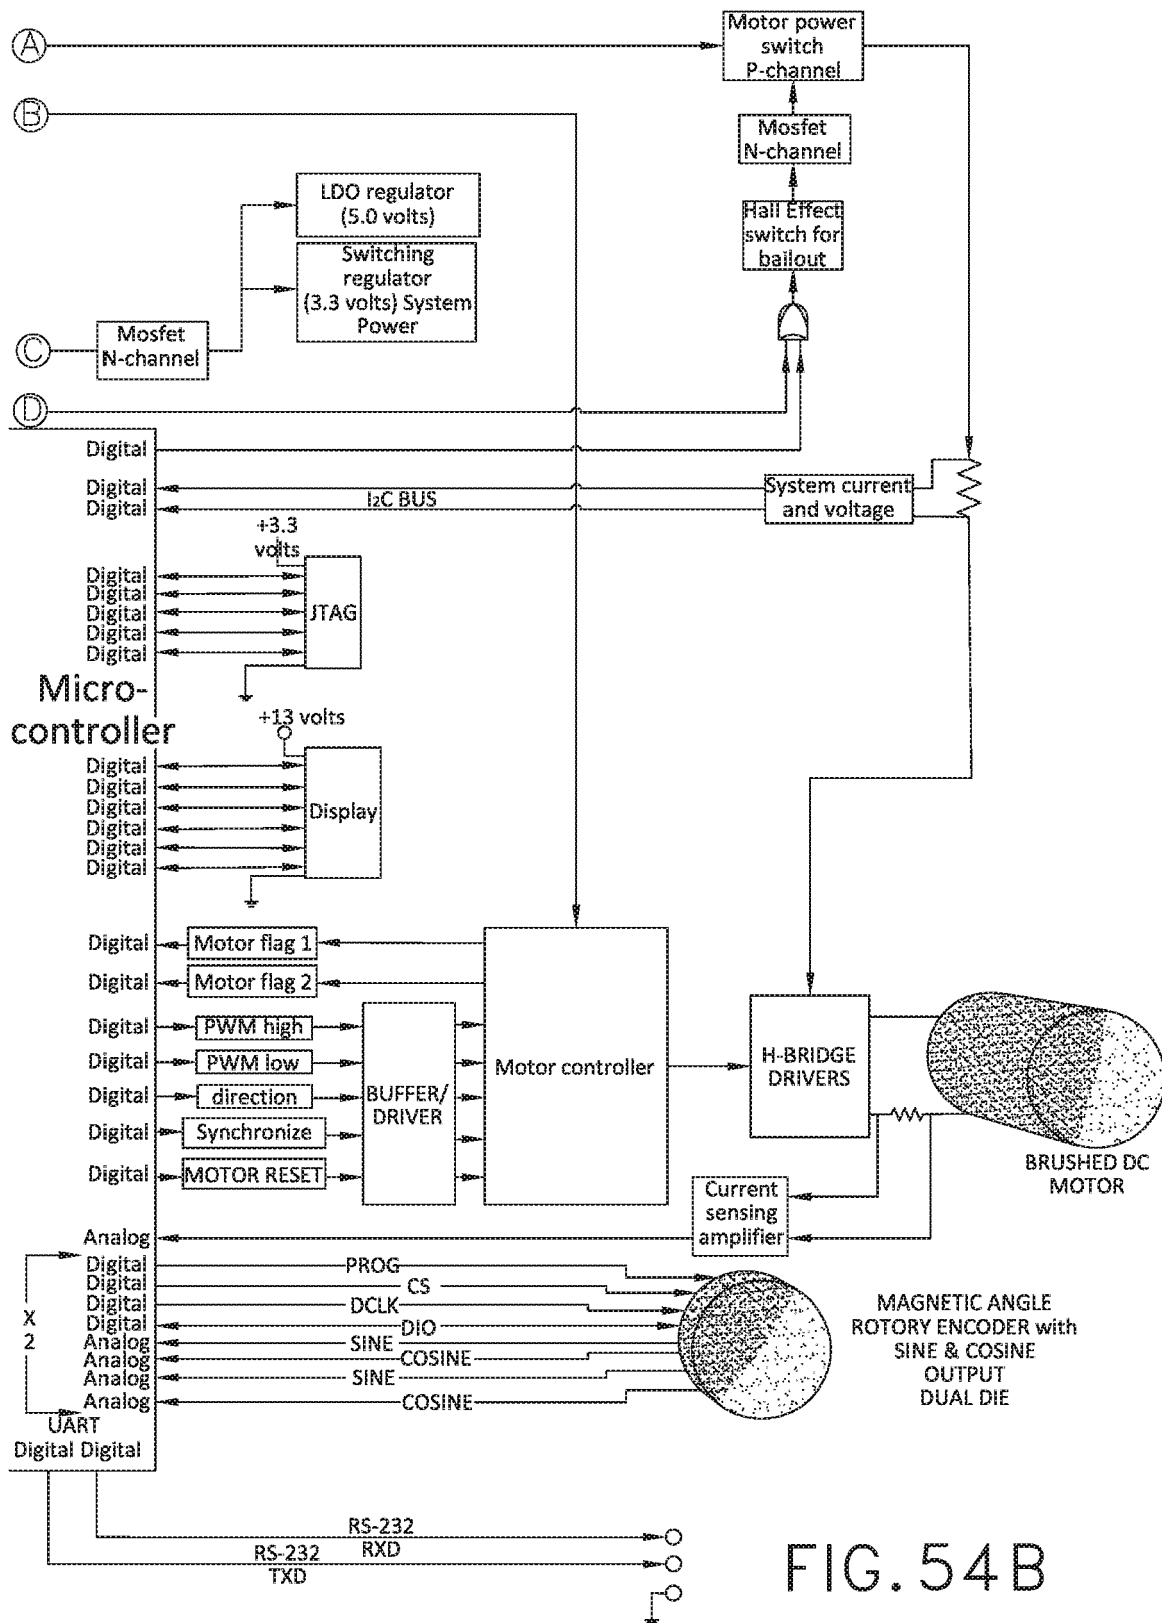 A
Motor power
switch
P-channel
B
Mosfet
N-channel
LDO regulator
(5.0 volts)
Hall Effect
switch for
bailout
Switching
regulator
(3.3 volts) System
Power
C
Mosfet
N-channel
D
Digital
Digital
Digital
I2C BUS
System current
and voltage
+3.3
volts
Digital
Digital
Digital
Digital
Digital
JTAG
Micro-
controller
+13 volts
Digital
Digital
Digital
Digital
Digital
Digital
Display
Digital
Motor flag 1
Digital
Motor flag 2
Digital
PWM high
Digital
PWM low
Digital
direction
Digital
Synchronize
Digital
MOTOR RESET
BUFFER/
DRIVER
Motor controller
H-BRIDGE
DRIVERS
BRUSHED DC
MOTOR
Current
sensing
amplifier
Analog
Digital
PROG
Digital
CS
Digital
DCLK
Digital
DIO
Analog
SINE
Analog
COSINE
Analog
SINE
Analog
COSINE
X
2
MAGNETIC ANGLE
ROTARY ENCODER with
SINE & COSINE
OUTPUT
DUAL DIE
UART
Digital Digital
RS-232
RXD
RS-232
TXD
FIG. 54B